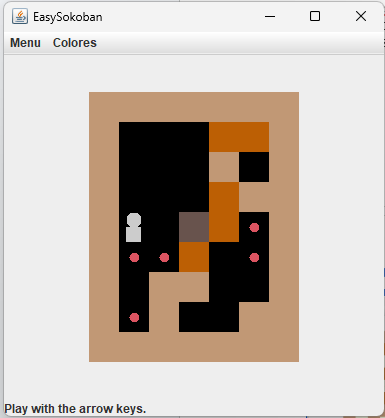 EasySokoban
Menu Colores
Play with the arrow keys.